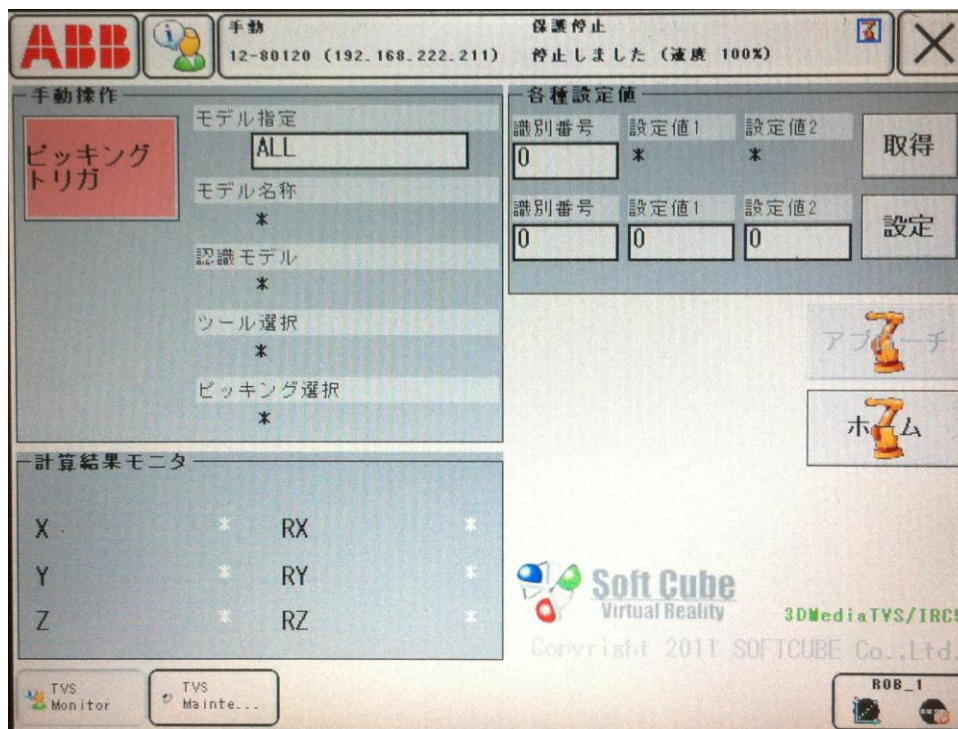 ABB
手動
12-80120 (192.168.222.211)
保護停止
停止しました (速度 100%)
手動操作
ピッキング
トリガ
モデル指定
ALL
モデル名称
*
認識モデル
*
ツール選択
*
ピッキング選択
*
各種設定値
識別番号 設定値1 設定値2
0 * *
取得
識別番号 設定値1 設定値2
0 0 0
設定
アプローチ
ホーム
計算結果モニタ
X * RX *
Y * RY *
Z * RZ *
Soft Cube
Virtual Reality
3DMediaTVS/IRC5
Copyright 2011 SOFTCUBE Co.,Ltd.
TVS
Monitor
TVS
Mainte...
ROB_1